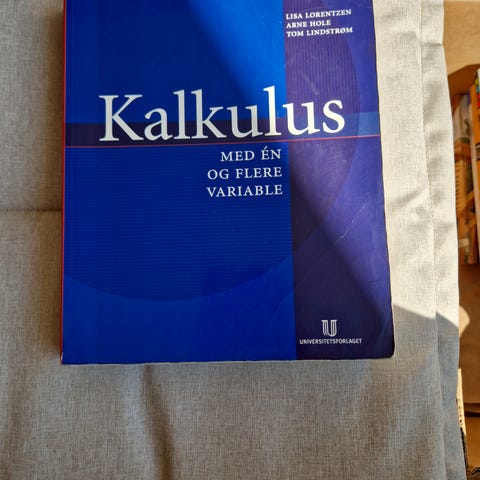 LISA LORENTZEN
ARNE HOLE
TOM LINDSTRØM
Kalkulus
MED ÉN
OG FLERE
VARIABLE
UNIVERSITETSFORLAGET